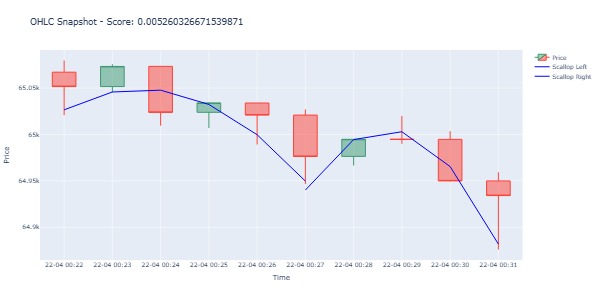 OHLC Snapshot - Score: 0.005260326671539871
Price
Scallop Left
Scallop Right
65.05k
65k
64.95k
64.9k
Price
22-04 00:22 22-04 00:23 22-04 00:24 22-04 00:25 22-04 00:26 22-04 00:27 22-04 00:28 22-04 00:29 22-04 00:30 22-04 00:31
Time